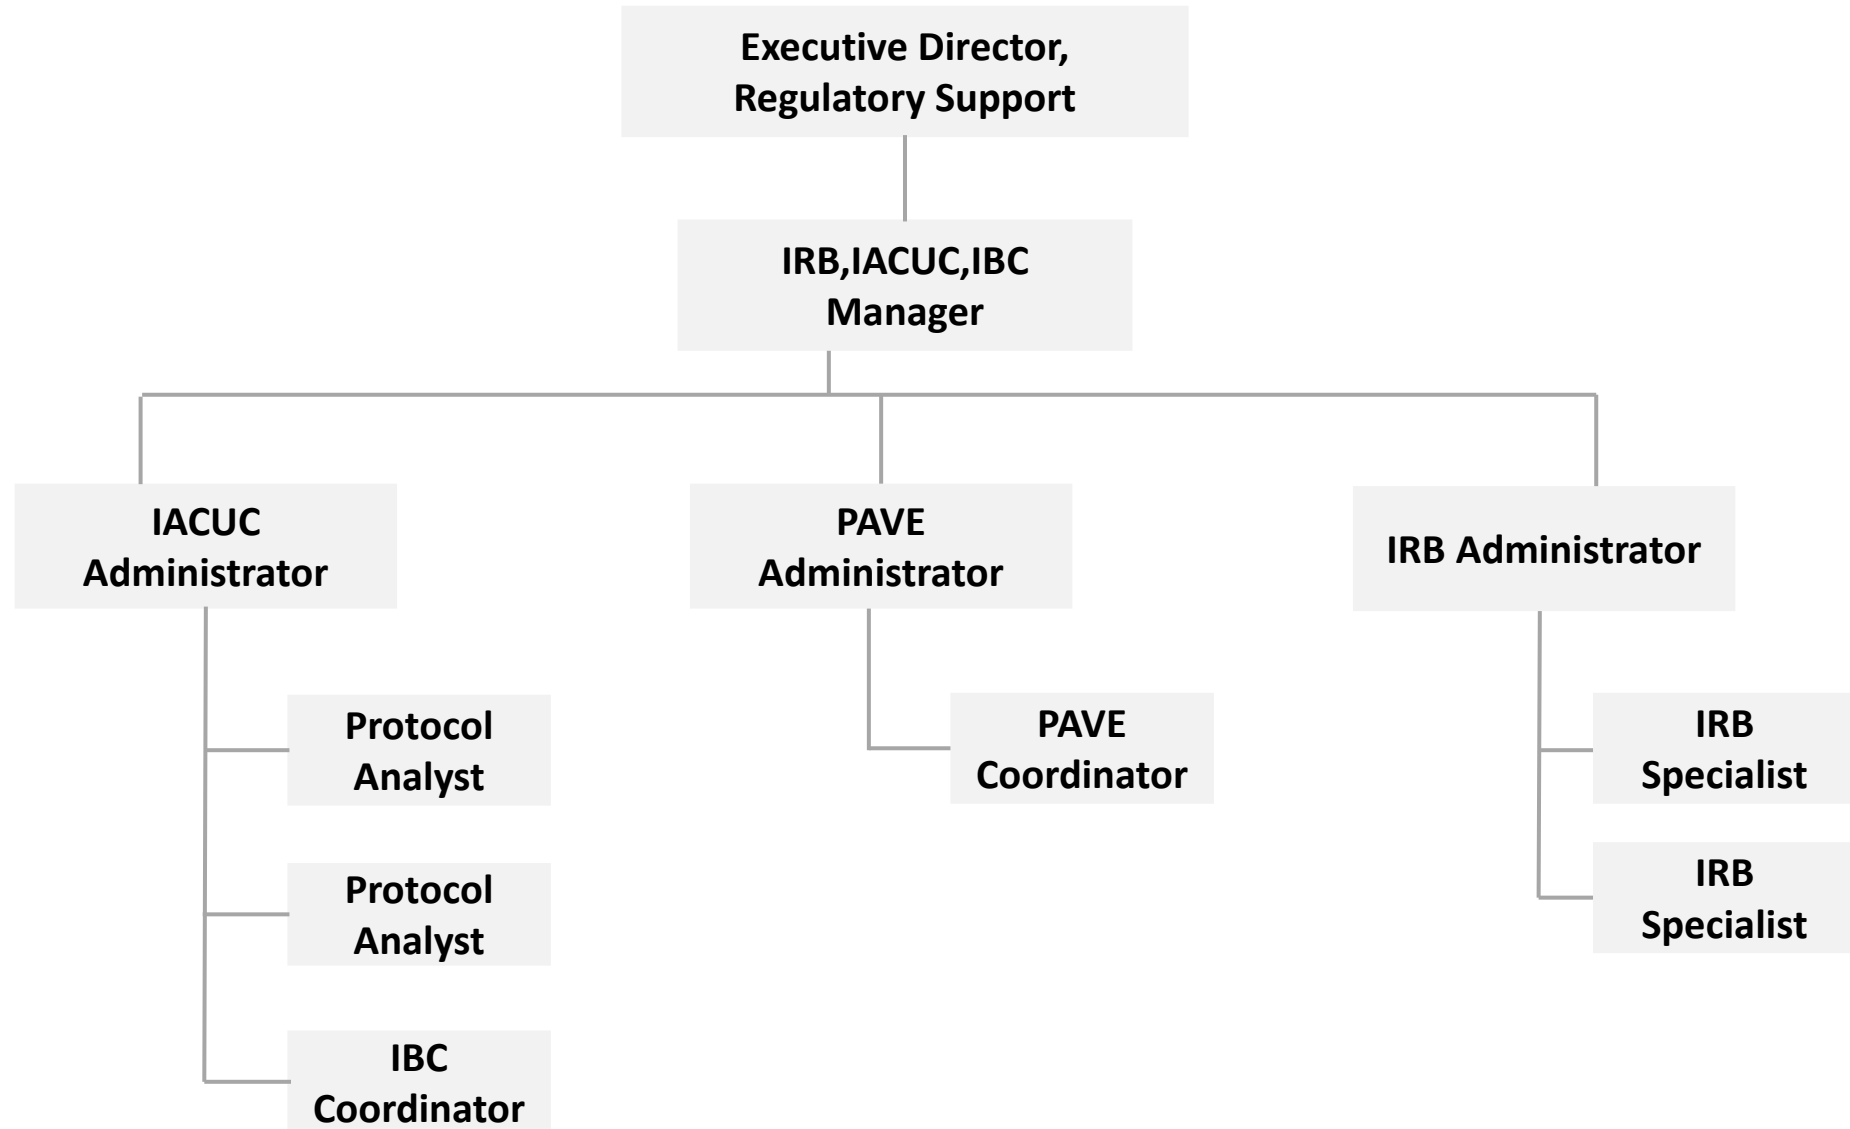 Executive Director,
Regulatory Support
IRB,IACUC,IBC
Manager
IACUC
Administrator
PAVE
Administrator
IRB Administrator
Protocol
Analyst
PAVE
Coordinator
IRB
Specialist
Protocol
Analyst
IRB
Specialist
IBC
Coordinator